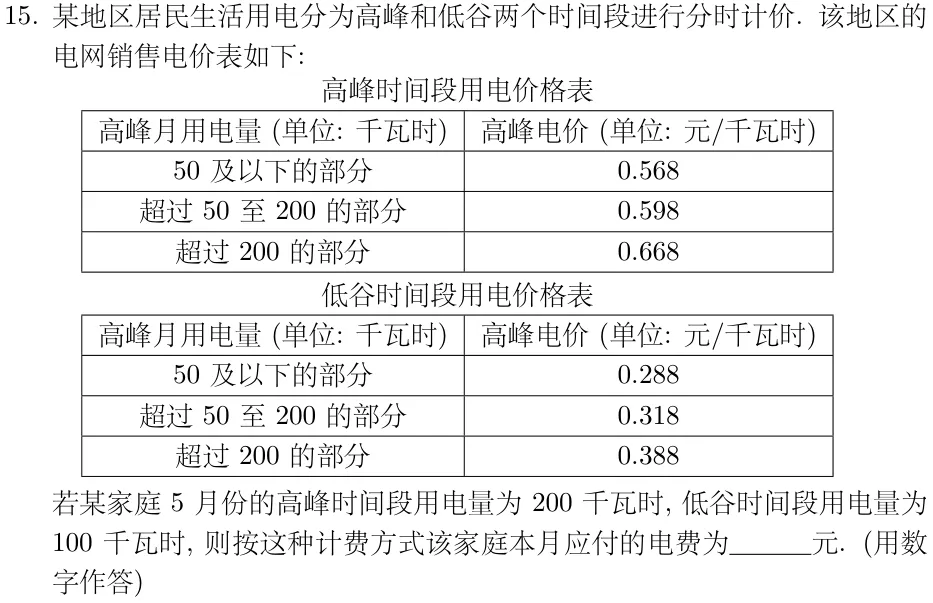 15. 某地区居民生活用电分为高峰和低谷两个时间段进行分时计价. 该地区的
电网销售电价表如下:
高峰时间段用电价格表
高峰月用电量 (单位: 千瓦时) 高峰电价 (单位: 元/千瓦时)
50 及以下的部分 0.568
超过 50 至 200 的部分 0.598
超过 200 的部分 0.668
低谷时间段用电价格表
高峰月用电量 (单位: 千瓦时) 高峰电价 (单位: 元/千瓦时)
50 及以下的部分 0.288
超过 50 至 200 的部分 0.318
超过 200 的部分 0.388
若某家庭 5 月份的高峰时间段用电量为 200 千瓦时, 低谷时间段用电量为
100 千瓦时, 则按这种计费方式该家庭本月应付的电费为______元. (用数
字作答)